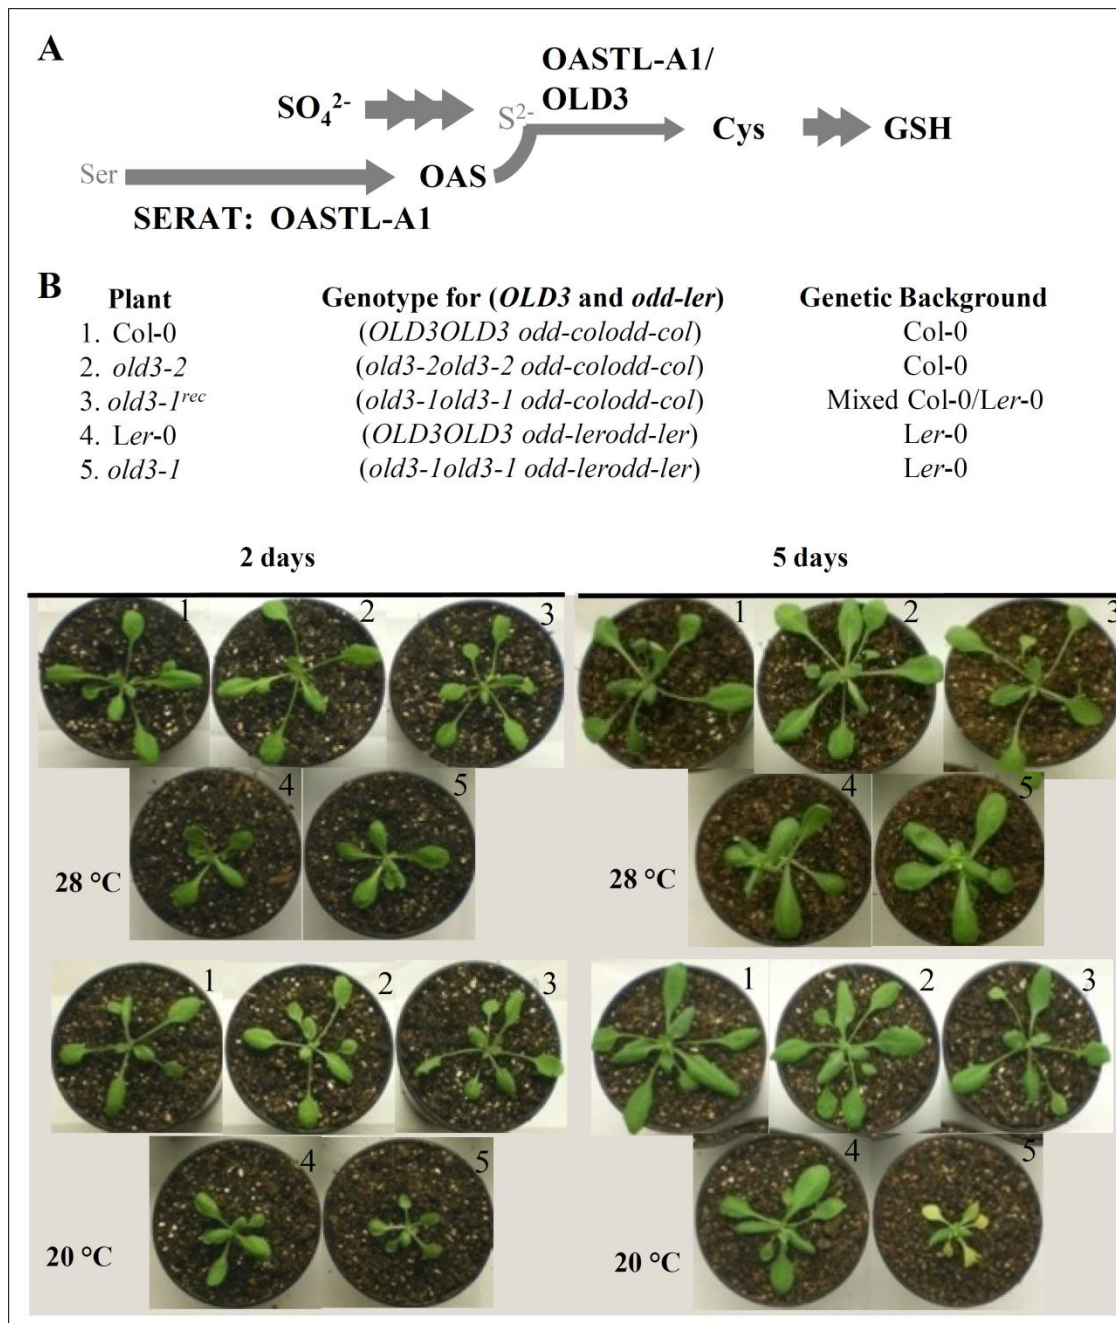 A
OASTL-A1/
OLD3
SO₄²⁻
S²⁻
Cys
GSH
Ser
OAS
SERAT: OASTL-A1
B
Plant Genotype for (OLD3 and odd-ler) Genetic Background
1. Col-0 (OLD3OLD3 odd-colodd-col) Col-0
2. old3-2 (old3-2old3-2 odd-colodd-col) Col-0
3. old3-1ʳᵉᶜ (old3-1old3-1 odd-colodd-col) Mixed Col-0/Ler-0
4. Ler-0 (OLD3OLD3 odd-lerodd-ler) Ler-0
5. old3-1 (old3-1old3-1 odd-lerodd-ler) Ler-0
2 days 5 days
1 2 3 1 2 3
4 5 4 5
28 °C 28 °C
1 2 3 1 2 3
4 5 4 5
20 °C 20 °C